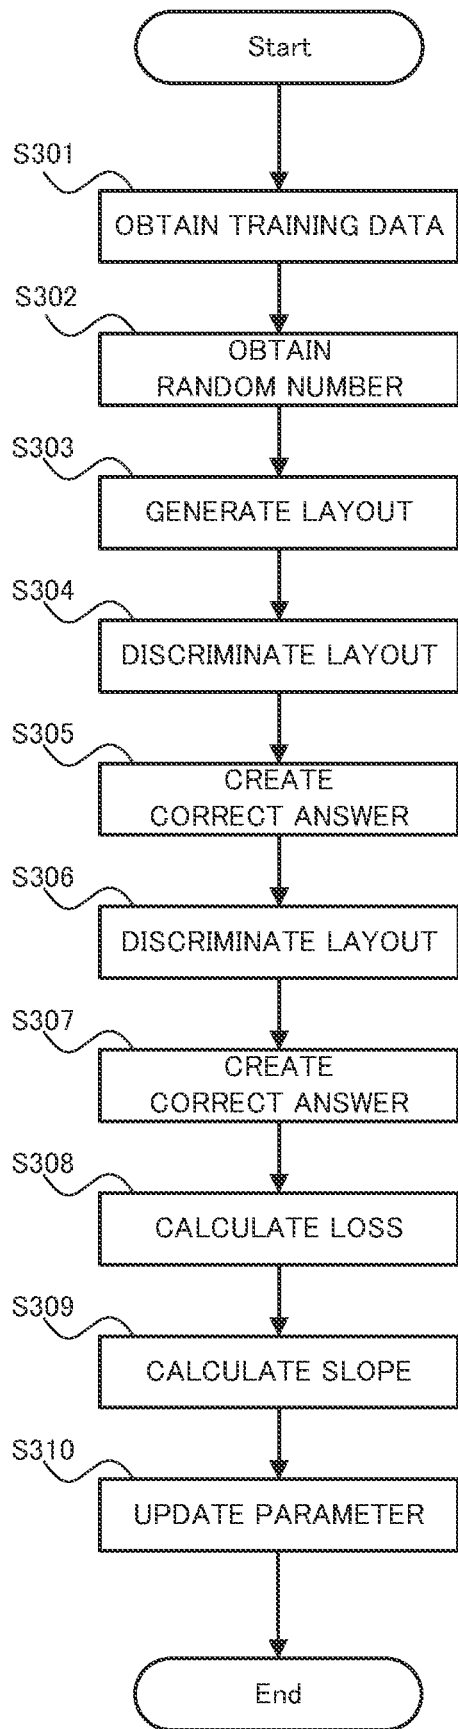 Start
S301
OBTAIN TRAINING DATA
S302
OBTAIN
RANDOM NUMBER
S303
GENERATE LAYOUT
S304
DISCRIMINATE LAYOUT
S305
CREATE
CORRECT ANSWER
S306
DISCRIMINATE LAYOUT
S307
CREATE
CORRECT ANSWER
S308
CALCULATE LOSS
S309
CALCULATE SLOPE
S310
UPDATE PARAMETER
End